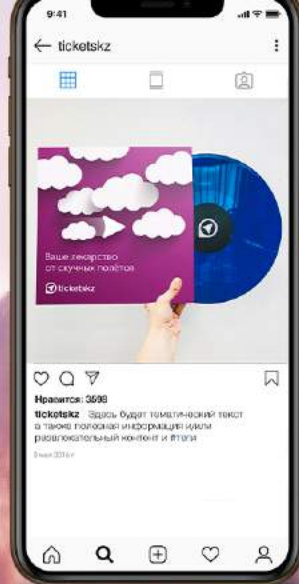 9:41
ticketskz
Ваше лекарство
от скучных полётов
ticketskz
Нравится: 3598
ticketskz Здесь будет тематический текст
а также полезная информация и/или
развлекательный контент и #теги